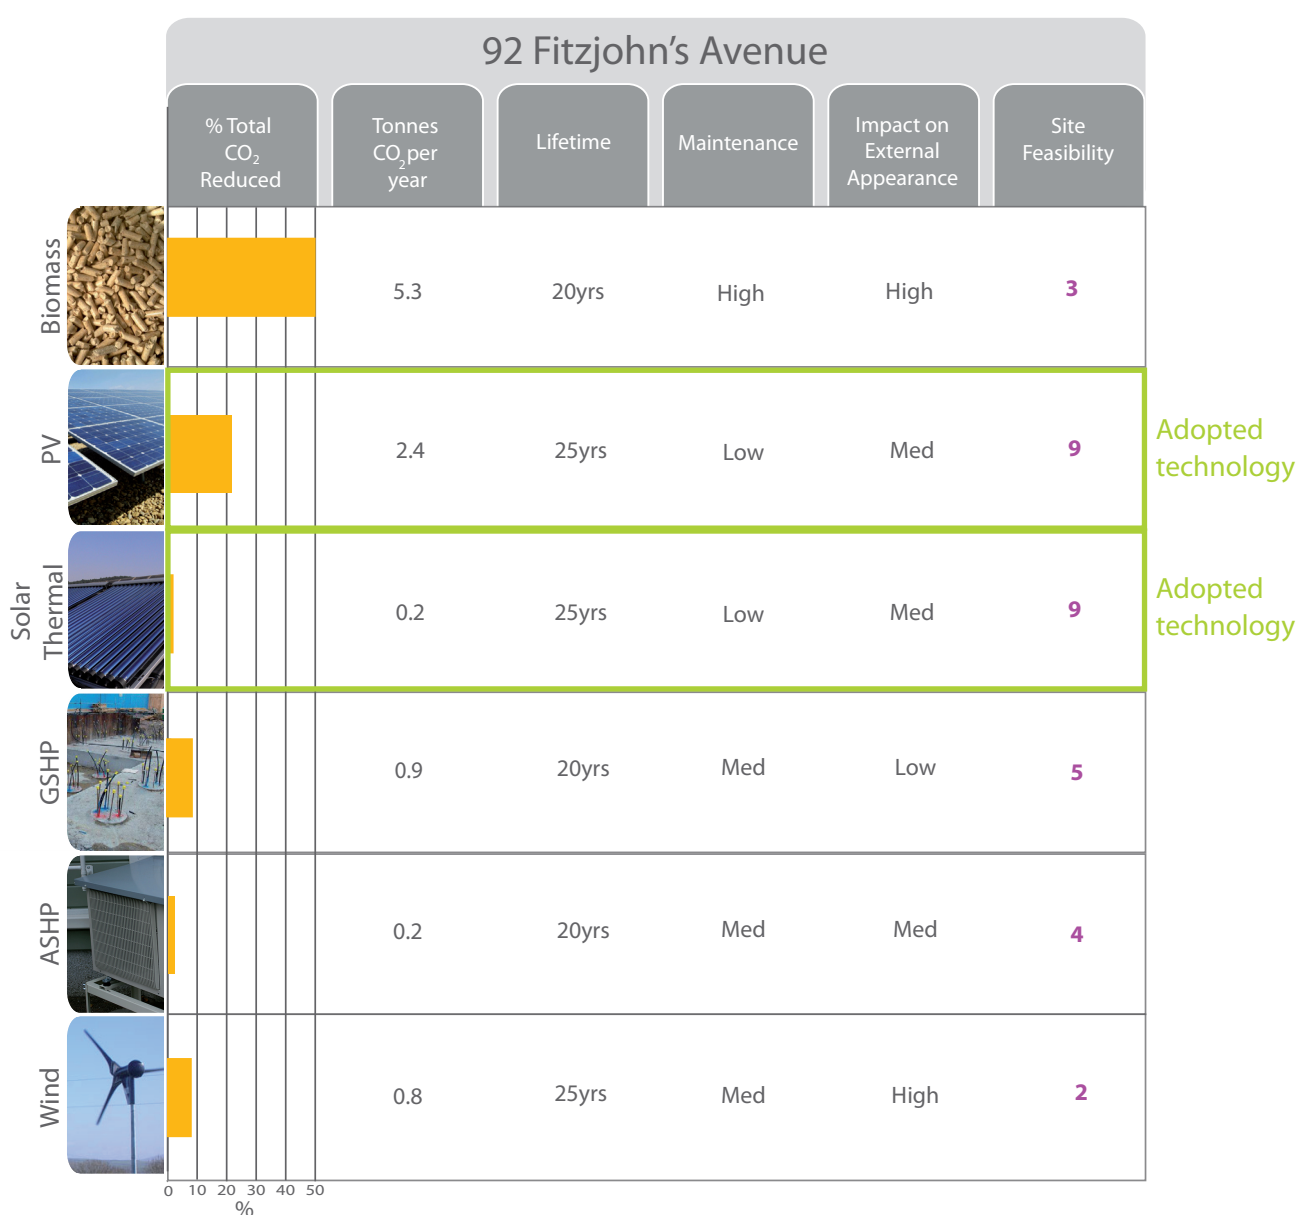 92 Fitzjohn's Avenue
% Total
CO2
Reduced
Tonnes
CO2 per
year
Lifetime
Maintenance
Impact on
External
Appearance
Site
Feasibility
Biomass
5.3
20yrs
High
High
3
PV
2.4
25yrs
Low
Med
9
Adopted
technology
Solar
Thermal
0.2
25yrs
Low
Med
9
Adopted
technology
GSHP
0.9
20yrs
Med
Low
5
ASHP
0.2
20yrs
Med
Med
4
Wind
0.8
25yrs
Med
High
2
0 10 20 30 40 50
%